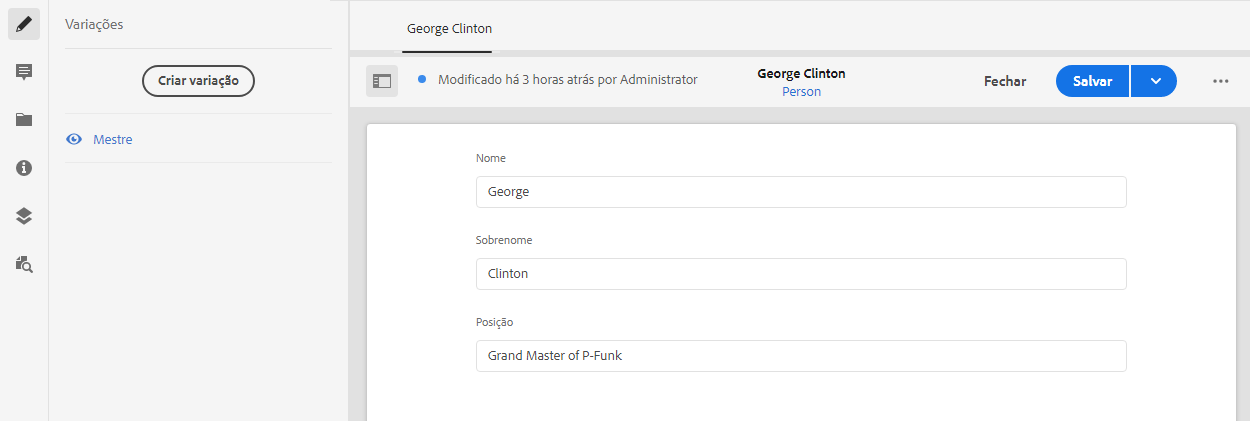 Variações
Criar variação
Mestre
George Clinton
Modificado há 3 horas atrás por Administrator
George Clinton
Person
Fechar
Salvar
Nome
George
Sobrenome
Clinton
Posição
Grand Master of P-Funk